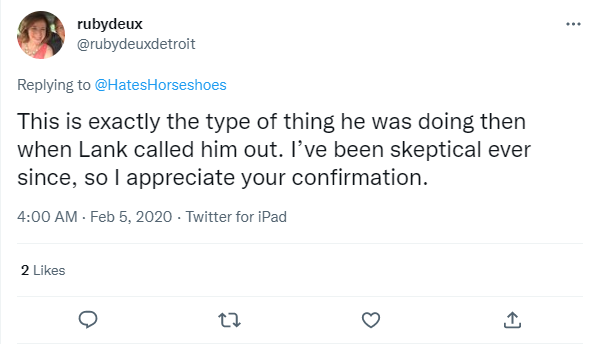 rubydeux
@rubydeuxdetroit
Replying to @HatesHorseshoes
This is exactly the type of thing he was doing then
when Lank called him out. I’ve been skeptical ever
since, so I appreciate your confirmation.
4:00 AM · Feb 5, 2020 · Twitter for iPad
2 Likes